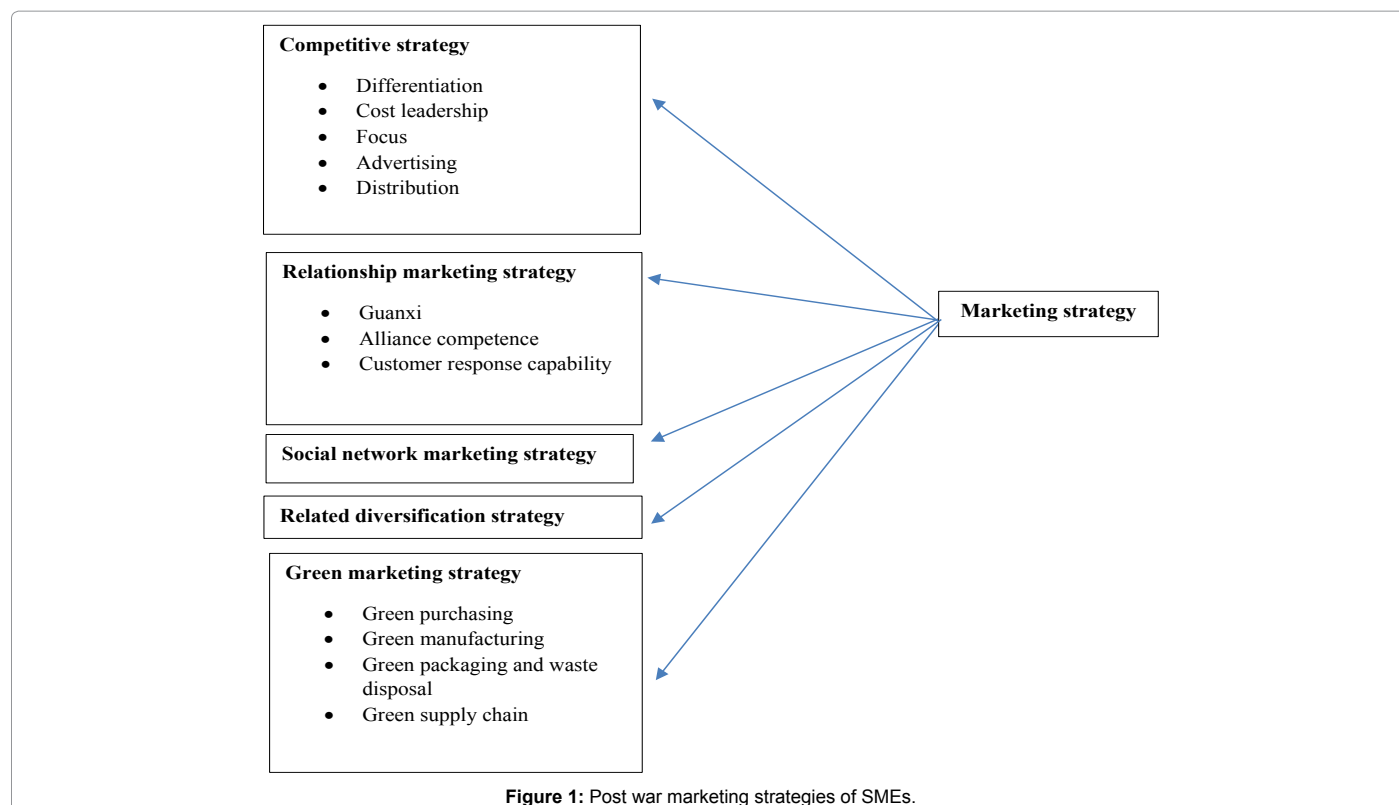 Competitive strategy
• Differentiation
• Cost leadership
• Focus
• Advertising
• Distribution
Relationship marketing strategy
• Guanxi
• Alliance competence
• Customer response capability
Social network marketing strategy
Related diversification strategy
Green marketing strategy
• Green purchasing
• Green manufacturing
• Green packaging and waste
disposal
• Green supply chain
Marketing strategy
Figure 1: Post war marketing strategies of SMEs.